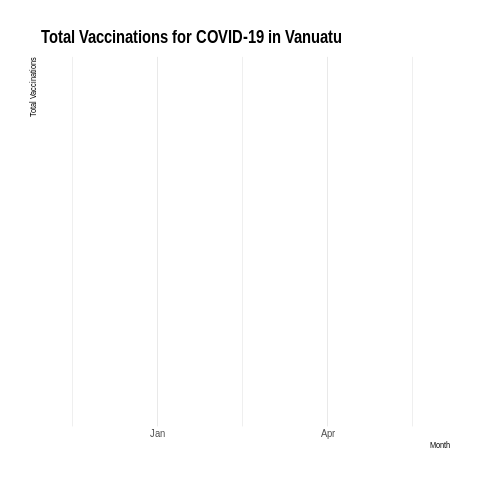 Total Vaccinations for COVID-19 in Vanuatu
Total Vaccinations
Jan Apr
Month